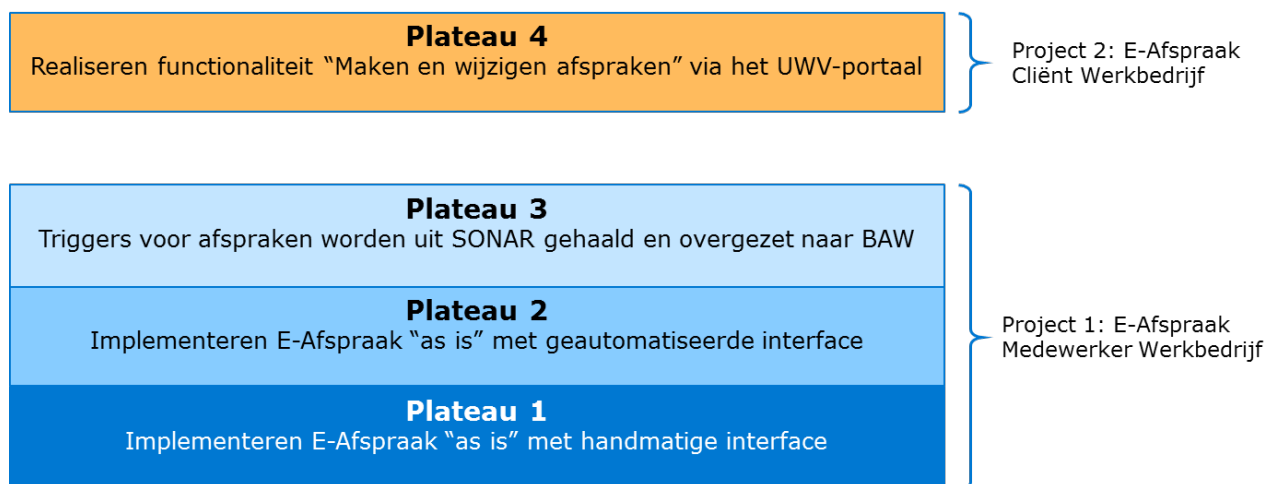 Plateau 4
Realiseren functionaliteit “Maken en wijzigen afspraken” via het UWV-portaal
Project 2: E-Afspraak
Cliënt Werkbedrijf
Plateau 3
Triggers voor afspraken worden uit SONAR gehaald en overgezet naar BAW
Plateau 2
Implementeren E-Afspraak “as is” met geautomatiseerde interface
Plateau 1
Implementeren E-Afspraak “as is” met handmatige interface
Project 1: E-Afspraak
Medewerker Werkbedrijf